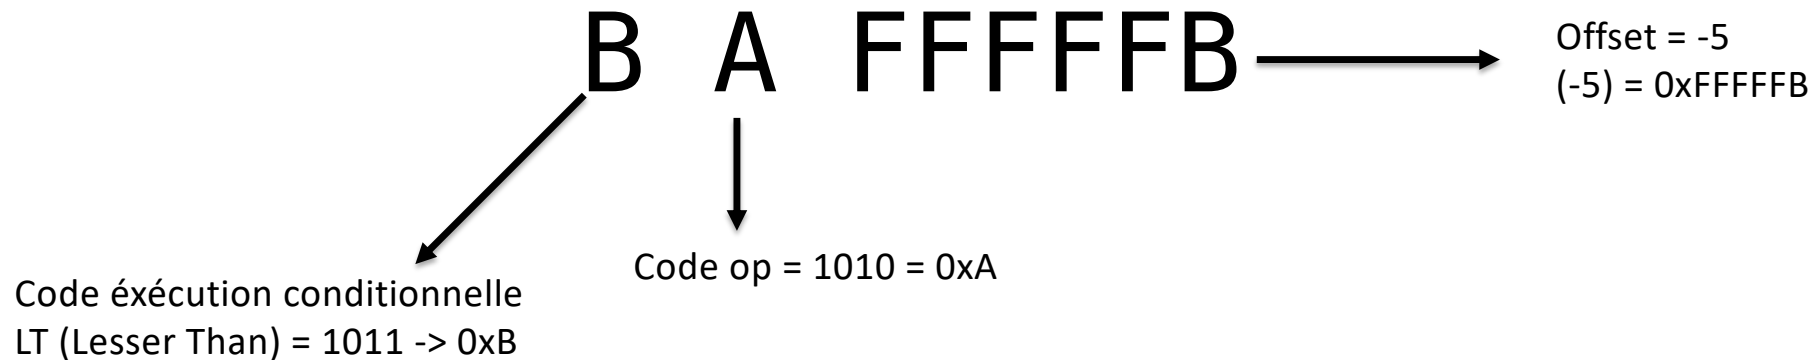 B A FFFFFB
Offset = -5
(-5) = 0xFFFFFB
Code op = 1010 = 0xA
Code éxécution conditionnelle
LT (Lesser Than) = 1011 -> 0xB